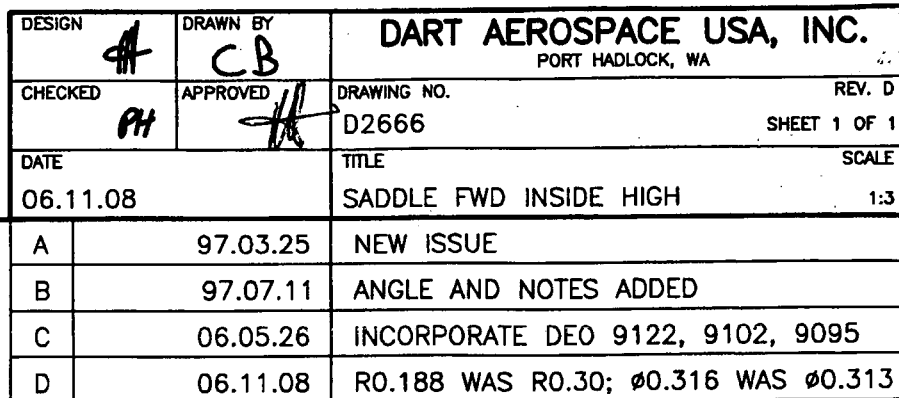 DESIGN DRAWN BY DART AEROSPACE USA, INC.
CB PORT HADLOCK, WA
CHECKED APPROVED DRAWING NO. REV. D
PH D2666 SHEET 1 OF 1
DATE TITLE SCALE
06.11.08 SADDLE FWD INSIDE HIGH 1:3
A 97.03.25 NEW ISSUE
B 97.07.11 ANGLE AND NOTES ADDED
C 06.05.26 INCORPORATE DEO 9122, 9102, 9095
D 06.11.08 R0.188 WAS R0.30; ø0.316 WAS ø0.313